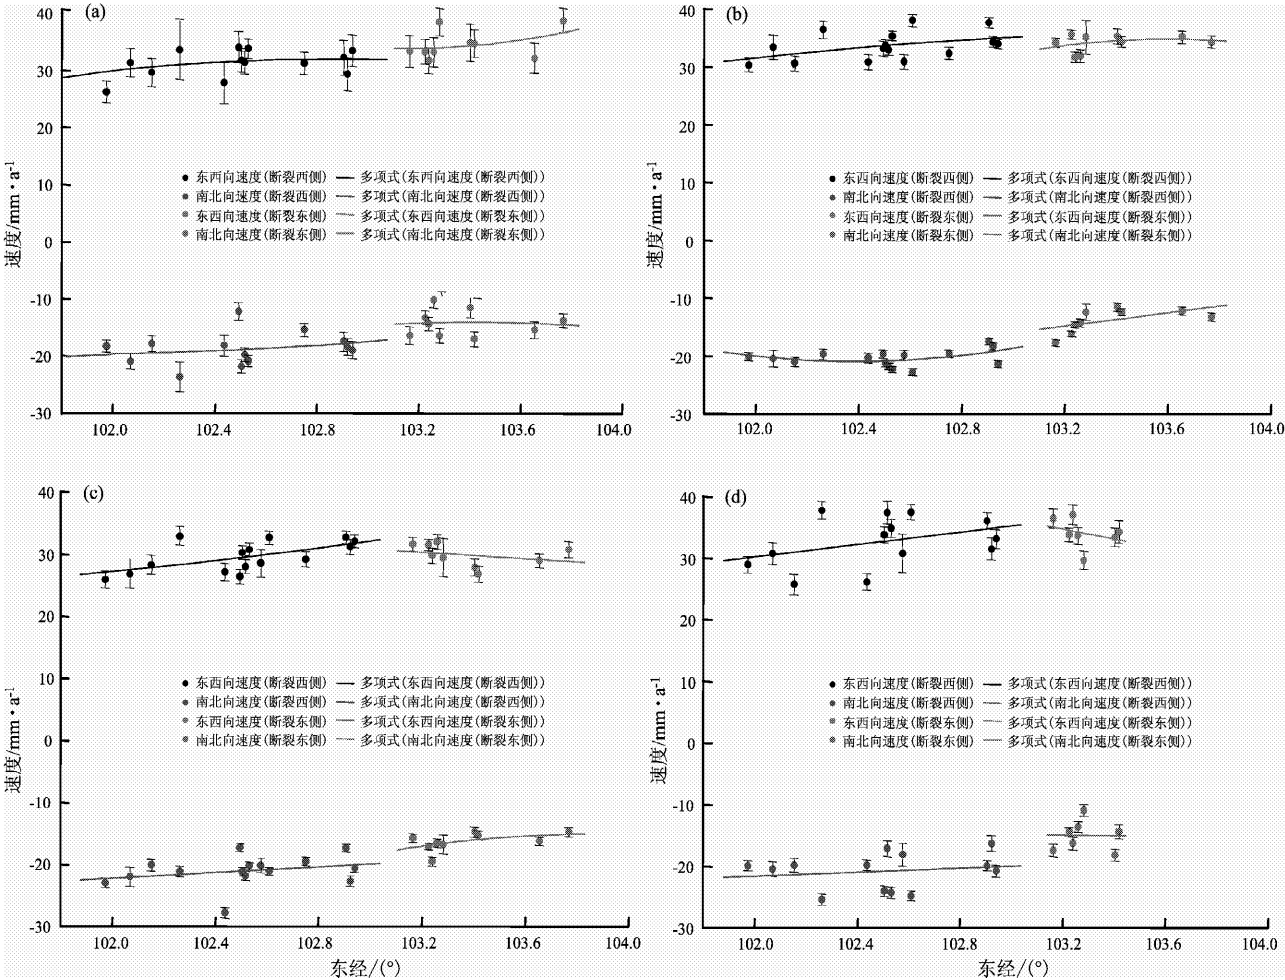 (a)
40
30
20
10
0
-10
-20
-30
速度/mm·a⁻¹
东西向速度(断裂西侧) 多项式(东西向速度(断裂西侧))
南北向速度(断裂西侧) 多项式(南北向速度(断裂西侧))
东西向速度(断裂东侧) 多项式(东西向速度(断裂东侧))
南北向速度(断裂东侧) 多项式(南北向速度(断裂东侧))
102.0 102.4 102.8 103.2 103.6 104.0
(b)
40
30
20
10
0
-10
-20
-30
速度/mm·a⁻¹
东西向速度(断裂西侧) 多项式(东西向速度(断裂西侧))
南北向速度(断裂西侧) 多项式(南北向速度(断裂西侧))
东西向速度(断裂东侧) 多项式(东西向速度(断裂东侧))
南北向速度(断裂东侧) 多项式(南北向速度(断裂东侧))
102.0 102.4 102.8 103.2 103.6 104.0
(c)
40
30
20
10
0
-10
-20
-30
速度/mm·a⁻¹
东西向速度(断裂西侧) 多项式(东西向速度(断裂西侧))
南北向速度(断裂西侧) 多项式(南北向速度(断裂西侧))
东西向速度(断裂东侧) 多项式(东西向速度(断裂东侧))
南北向速度(断裂东侧) 多项式(南北向速度(断裂东侧))
102.0 102.4 102.8 103.2 103.6 104.0
东经/(°)
(d)
40
30
20
10
0
-10
-20
-30
速度/mm·a⁻¹
东西向速度(断裂西侧) 多项式(东西向速度(断裂西侧))
南北向速度(断裂西侧) 多项式(南北向速度(断裂西侧))
东西向速度(断裂东侧) 多项式(东西向速度(断裂东侧))
南北向速度(断裂东侧) 多项式(南北向速度(断裂东侧))
102.0 102.4 102.8 103.2 103.6 104.0
东经/(°)